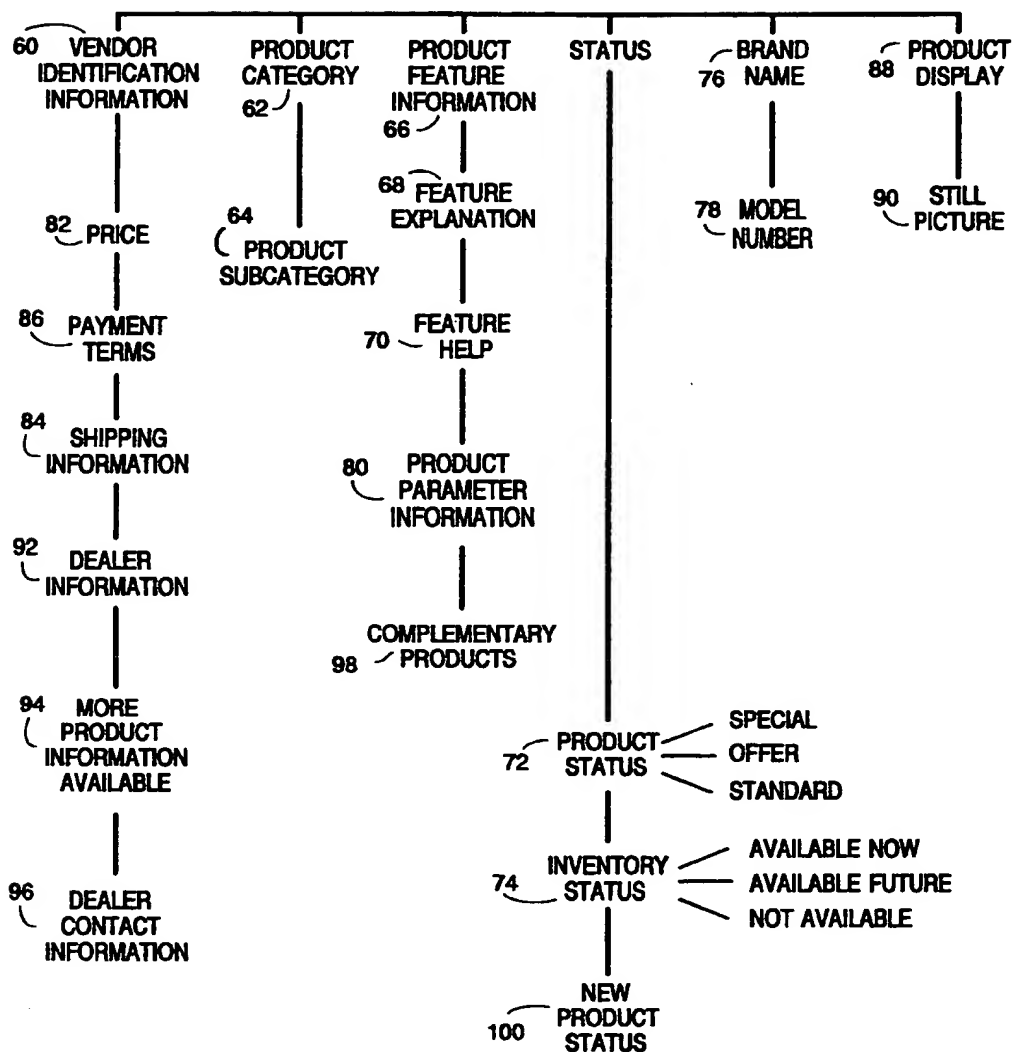 60 VENDOR
IDENTIFICATION
INFORMATION
82 PRICE
86 PAYMENT
TERMS
84 SHIPPING
INFORMATION
92 DEALER
INFORMATION
94 MORE
PRODUCT
INFORMATION
AVAILABLE
96 DEALER
CONTACT
INFORMATION
PRODUCT
CATEGORY
62
64
PRODUCT
SUBCATEGORY
PRODUCT
FEATURE
INFORMATION
66
68 FEATURE
EXPLANATION
FEATURE
70 HELP
80 PRODUCT
PARAMETER
INFORMATION
COMPLEMENTARY
98 PRODUCTS
STATUS
72 PRODUCT
STATUS
SPECIAL
OFFER
STANDARD
INVENTORY
74 STATUS
AVAILABLE NOW
AVAILABLE FUTURE
NOT AVAILABLE
NEW
100 PRODUCT
STATUS
BRAND
76 NAME
78 MODEL
NUMBER
88 PRODUCT
DISPLAY
90 STILL
PICTURE